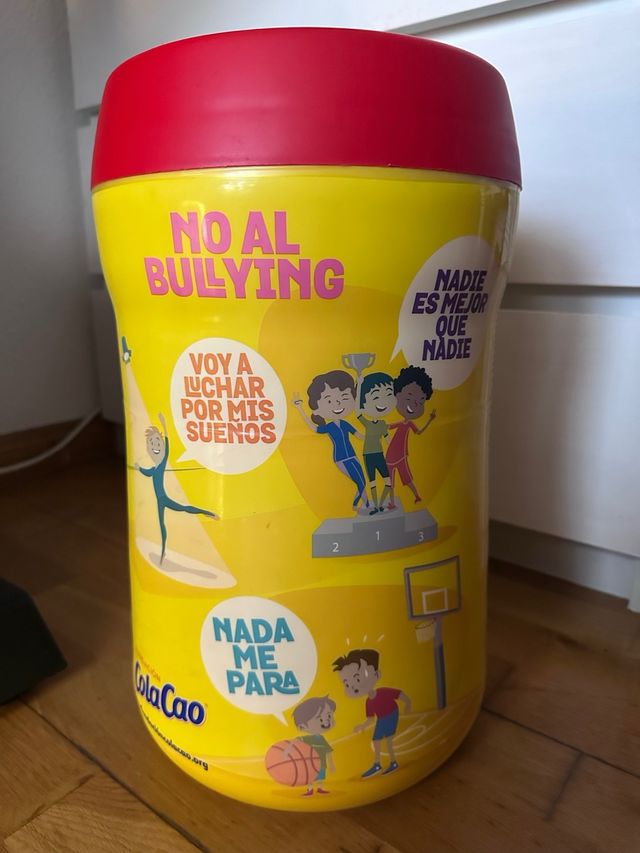 NO AL
BULLYING
NADIE
ES MEJOR
QUE
NADIE
VOY A
LUCHAR
POR MIS
SUEÑOS
2 1 3
NADA
ME
PARA
ColaCao